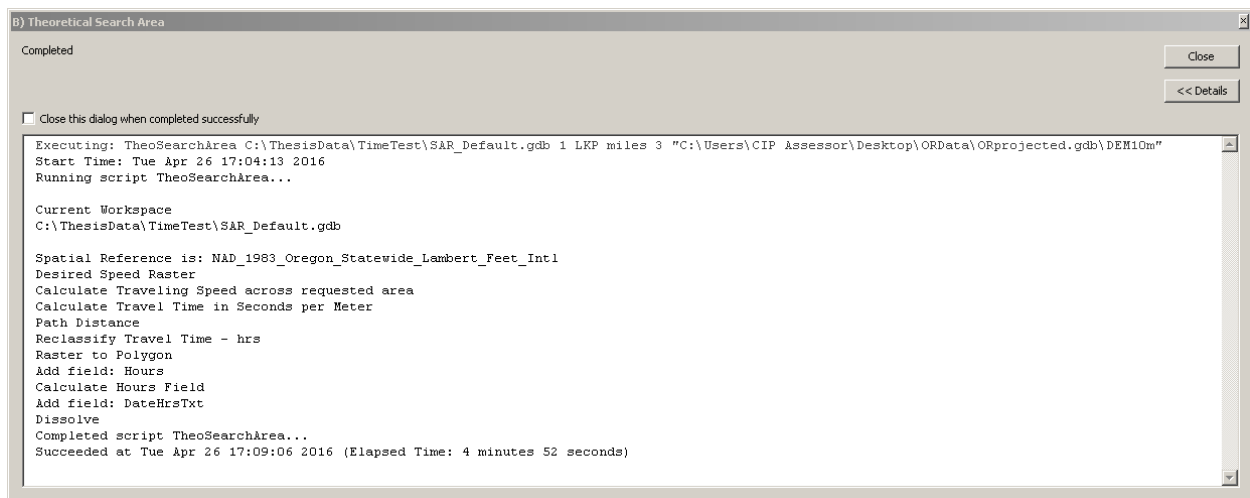 B) Theoretical Search Area
Completed
Close
<< Details
Close this dialog when completed successfully
Executing: TheoSearchArea C:\ThesisData\TimeTest\SAR_Default.gdb 1 LKP miles 3 "C:\Users\CIP Assessor\Desktop\ORData\ORprojected.gdb\DEM10m"
Start Time: Tue Apr 26 17:04:13 2016
Running script TheoSearchArea...
Current Workspace
C:\ThesisData\TimeTest\SAR_Default.gdb
Spatial Reference is: NAD_1983_Oregon_Statewide_Lambert_Feet_Intl
Desired Speed Raster
Calculate Traveling Speed across requested area
Calculate Travel Time in Seconds per Meter
Path Distance
Reclassify Travel Time - hrs
Raster to Polygon
Add field: Hours
Calculate Hours Field
Add field: DateHrsTxt
Dissolve
Completed script TheoSearchArea...
Succeeded at Tue Apr 26 17:09:06 2016 (Elapsed Time: 4 minutes 52 seconds)